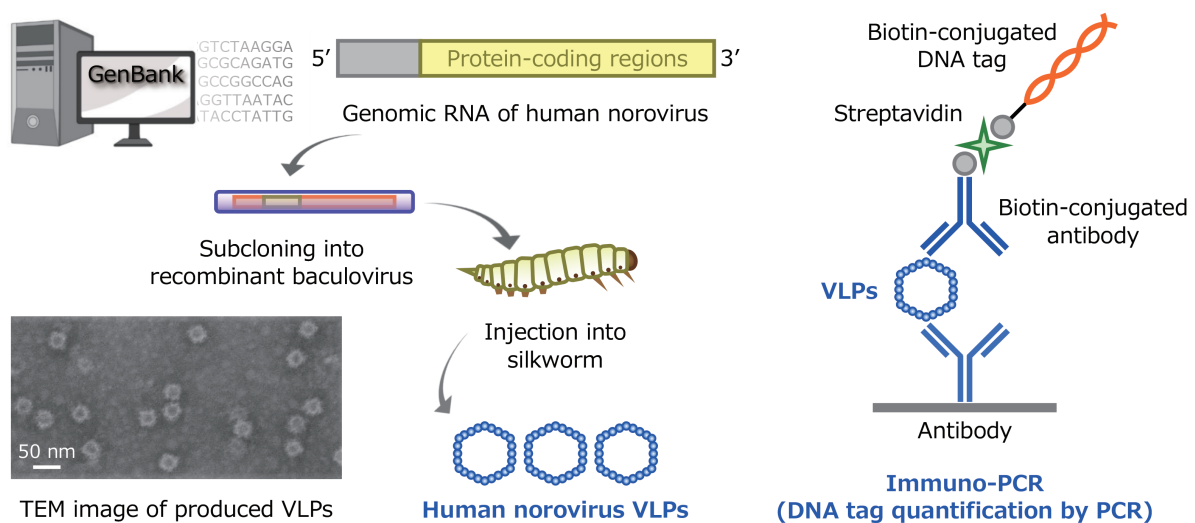 GenBank
GTCTAAGGA
GCGCAGATG
GCCGGCCAG
AGGTTAATAC
ATACCTATTG
5′
Protein-coding regions
3′
Genomic RNA of human norovirus
Subcloning into
recombinant baculovirus
Injection into
silkworm
50 nm
TEM image of produced VLPs
Human norovirus VLPs
Biotin-conjugated
DNA tag
Streptavidin
Biotin-conjugated
antibody
VLPs
Antibody
Immuno-PCR
(DNA tag quantification by PCR)